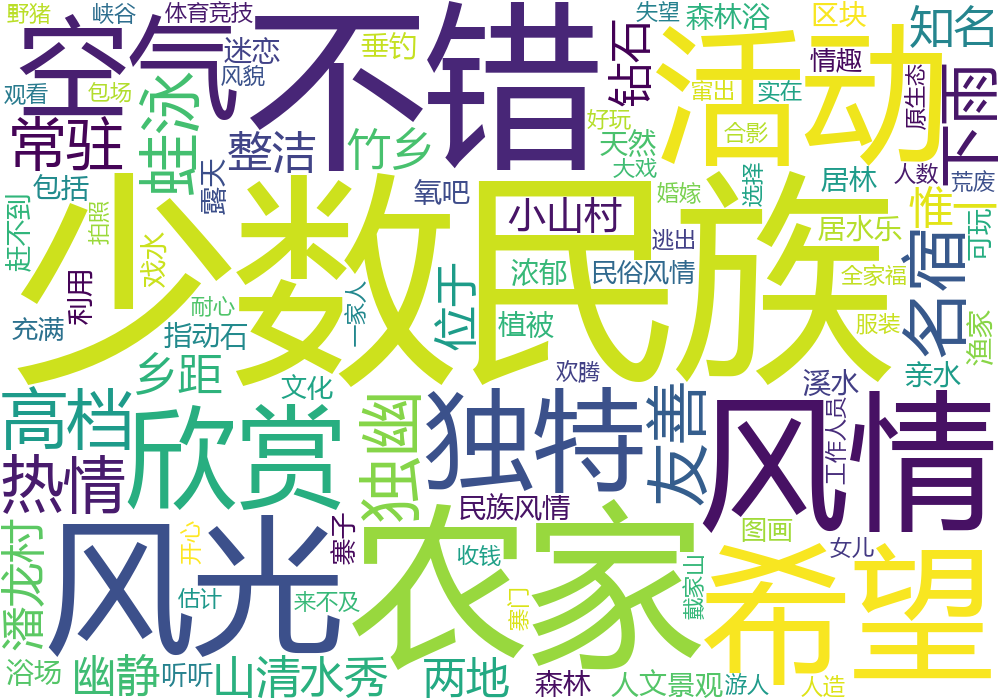 野猪
峡谷
体育竞技
空气
不错
失望
森林浴
区块
知名
迷恋
垂钓
钻石
活动
情趣
风貌
观看
包场
窜出
实在
原生态
下雨
常驻
蛙泳
整洁
竹乡
好玩
天然
合影
大戏
包括
露天
氧吧
婚嫁
选择
居林
人数
荒废
惟一
少数民族
小山村
赶不到
拍照
戏水
逃出
居水乐
可玩
名宿
浓郁
民俗风情
全家福
利用
耐心
一家人
位于
植被
服装
渔家
充满
指动石
乡距
文化
欢腾
溪水
亲水
高档
欣赏
独幽
独特
友善
风情
工作人员
热情
民族风情
潘龙村
风光
开心
寨子
农家
收钱
图画
女儿
希望
估计
来不及
寨门
戴家山
浴场
幽静
听听
山清水秀
两地
森林
人文景观
游人
人造